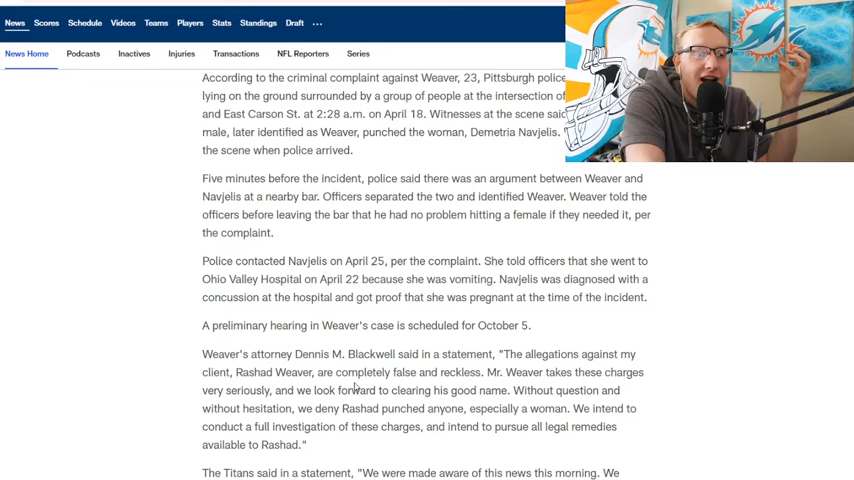 News Scores Schedule Videos Teams Players Stats Standings Draft ...
News Home Podcasts Inactives Injuries Transactions NFL Reporters Series
According to the criminal complaint against Weaver, 23, Pittsburgh police
lying on the ground surrounded by a group of people at the intersection of
and East Carson St. at 2:28 a.m. on April 18. Witnesses at the scene said
male, later identified as Weaver, punched the woman, Demetria Navjelis.
the scene when police arrived.
Five minutes before the incident, police said there was an argument between Weaver and
Navjelis at a nearby bar. Officers separated the two and identified Weaver. Weaver told the
officers before leaving the bar that he had no problem hitting a female if they needed it, per
the complaint.
Police contacted Navjelis on April 25, per the complaint. She told officers that she went to
Ohio Valley Hospital on April 22 because she was vomiting. Navjelis was diagnosed with a
concussion at the hospital and got proof that she was pregnant at the time of the incident.
A preliminary hearing in Weaver's case is scheduled for October 5.
Weaver's attorney Dennis M. Blackwell said in a statement, "The allegations against my
client, Rashad Weaver, are completely false and reckless. Mr. Weaver takes these charges
very seriously, and we look forward to clearing his good name. Without question and
without hesitation, we deny Rashad punched anyone, especially a woman. We intend to
conduct a full investigation of these charges, and intend to pursue all legal remedies
available to Rashad."
The Titans said in a statement, "We were made aware of this news this morning. We